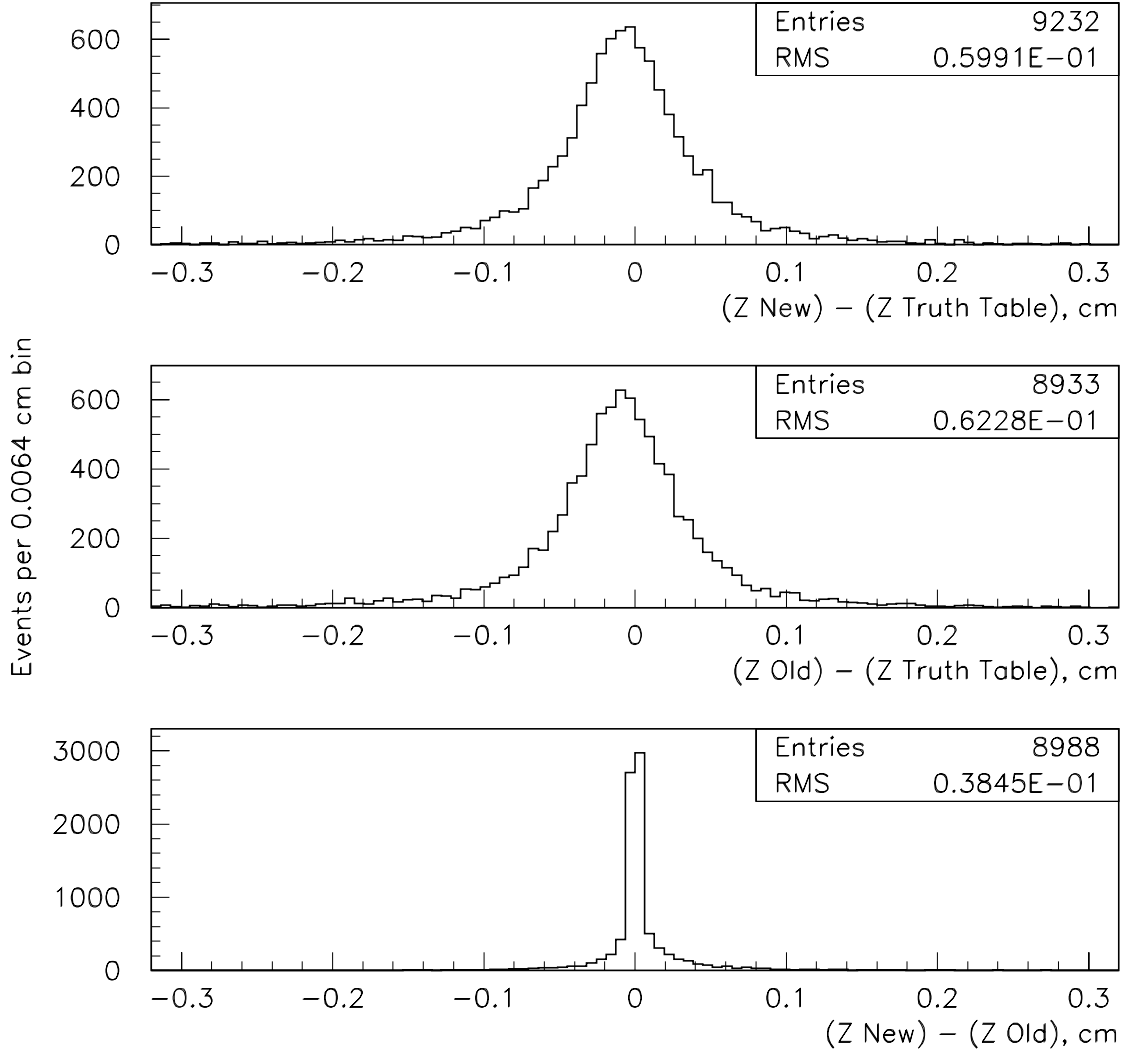 Events per 0.0064 cm bin
Entries 9232
RMS 0.5991E−01
600
400
200
0
−0.3 −0.2 −0.1 0 0.1 0.2 0.3
(Z New) − (Z Truth Table), cm
Entries 8933
RMS 0.6228E−01
600
400
200
0
−0.3 −0.2 −0.1 0 0.1 0.2 0.3
(Z Old) − (Z Truth Table), cm
Entries 8988
RMS 0.3845E−01
3000
2000
1000
0
−0.3 −0.2 −0.1 0 0.1 0.2 0.3
(Z New) − (Z Old), cm